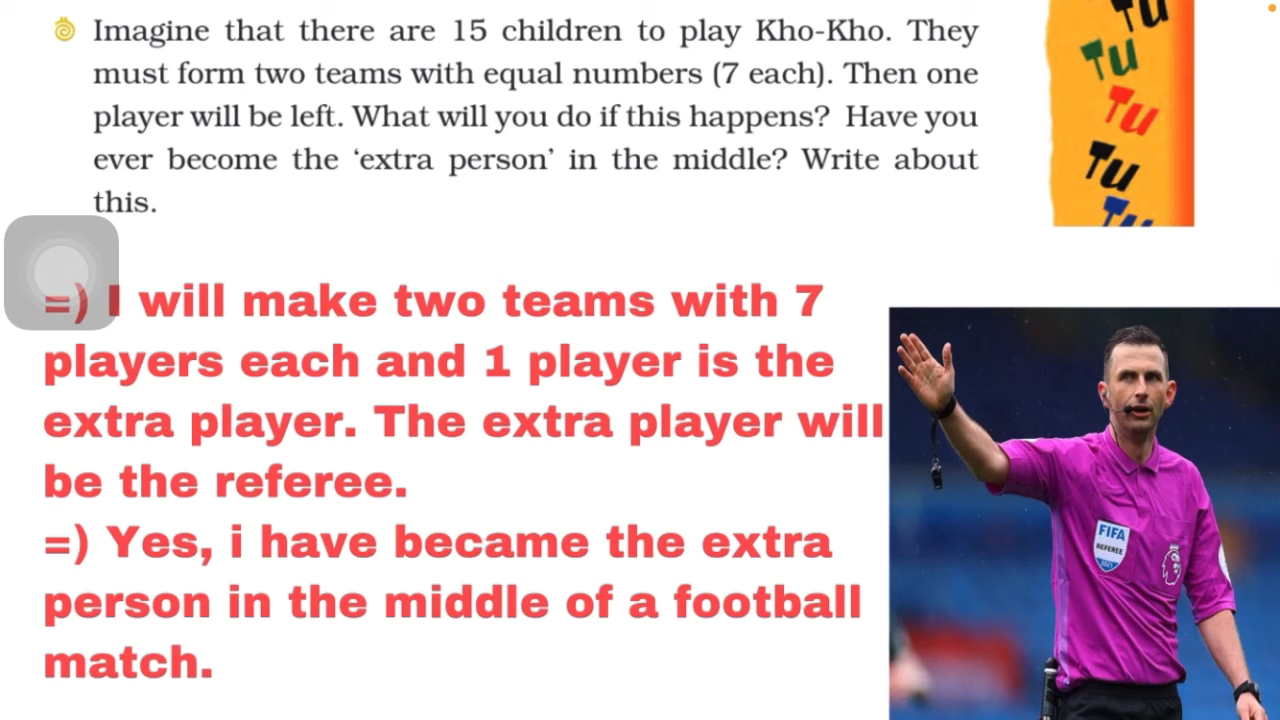 Imagine that there are 15 children to play Kho-Kho. They
must form two teams with equal numbers (7 each). Then one
player will be left. What will you do if this happens? Have you
ever become the ‘extra person’ in the middle? Write about
this.
Tu
Tu
Tu
Tu
Tu
=) I will make two teams with 7
players each and 1 player is the
extra player. The extra player will
be the referee.
=) Yes, i have became the extra
person in the middle of a football
match.
FIFA
REFEREE
2021